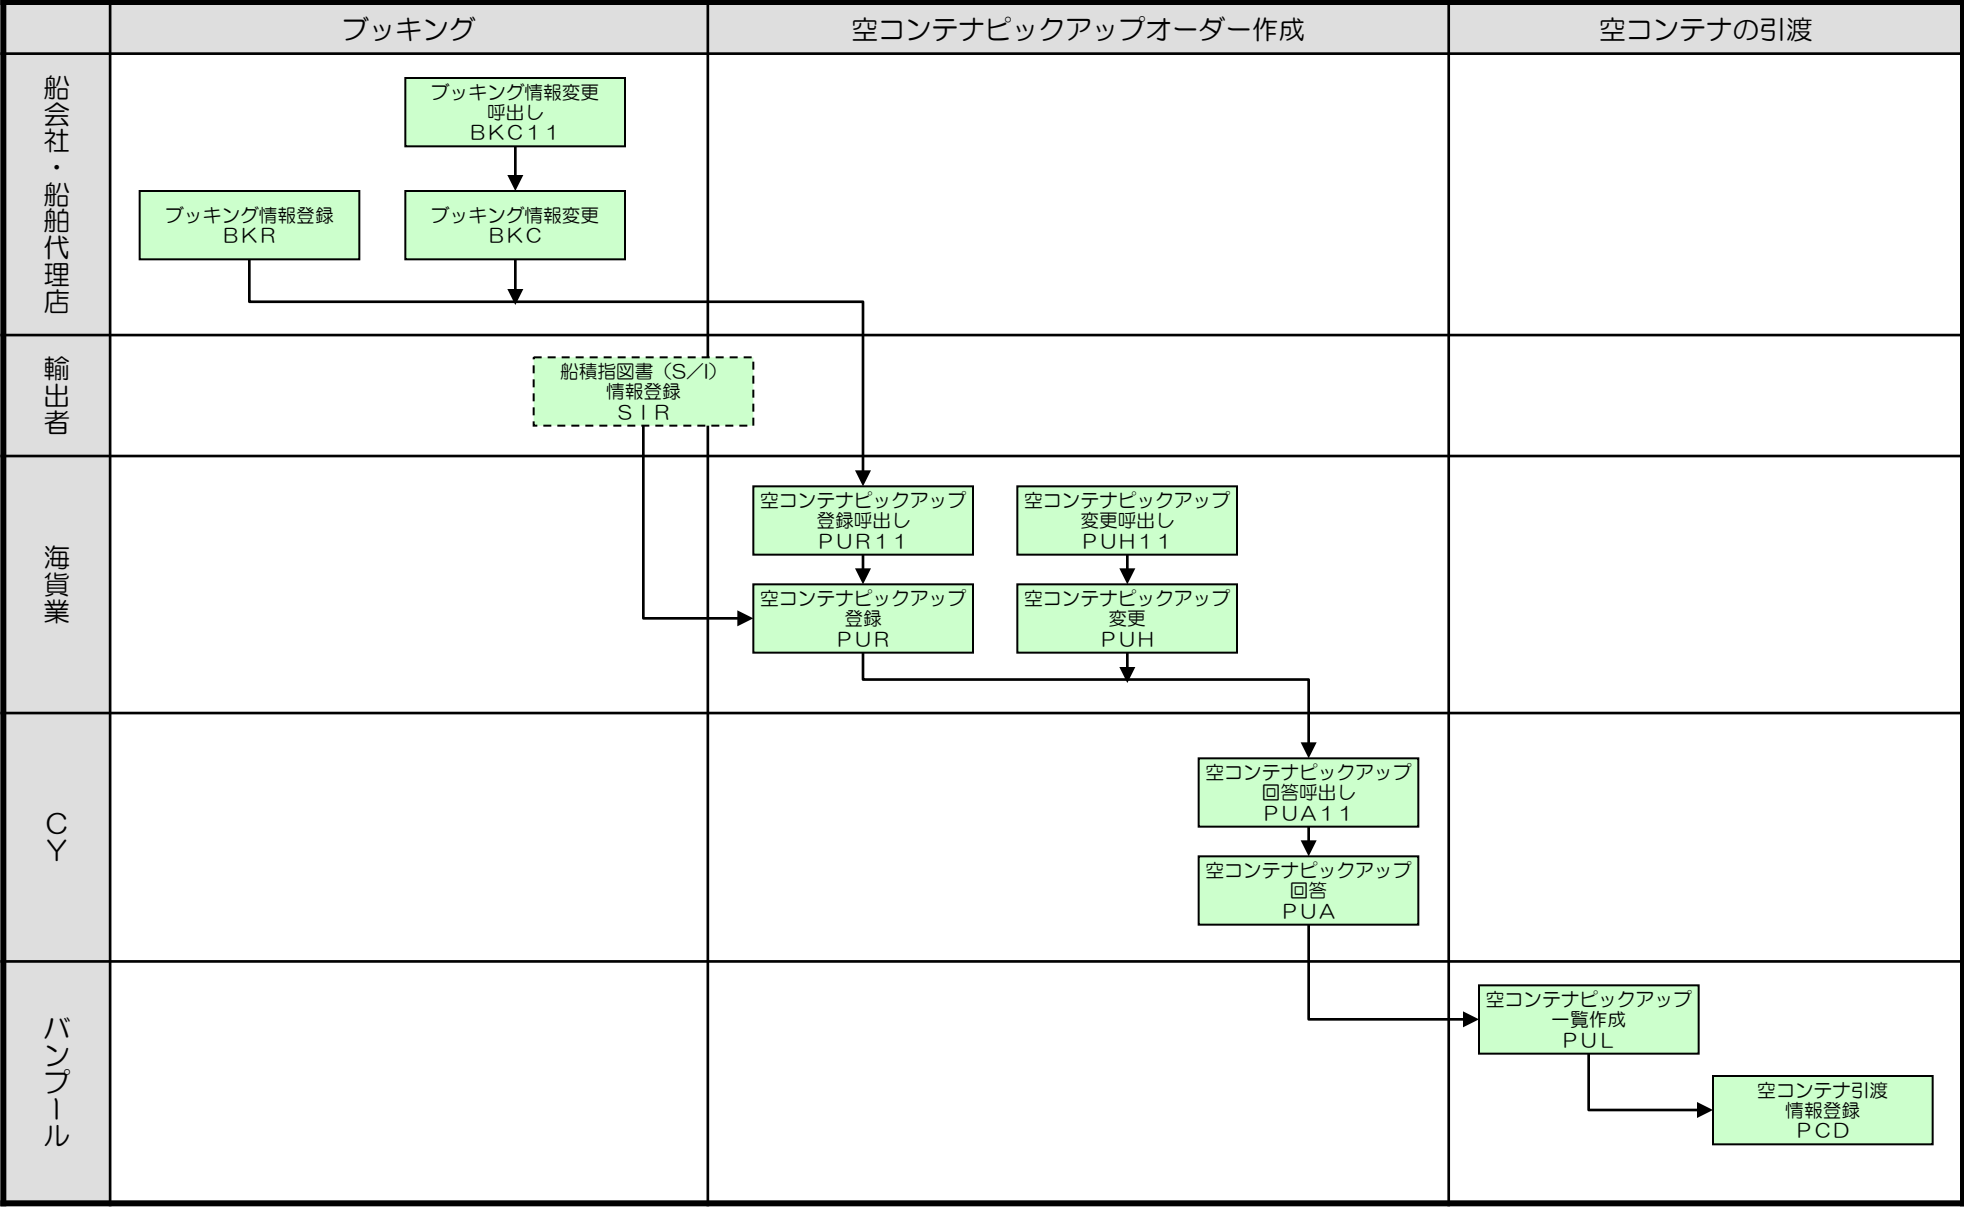 ブッキング
空コンテナピックアップオーダー作成
空コンテナの引渡
船会社・船舶代理店
ブッキング情報変更
呼出し
ＢＫＣ１１
ブッキング情報登録
ＢＫＲ
ブッキング情報変更
ＢＫＣ
輸出者
船積指図書（Ｓ／Ｉ）
情報登録
ＳＩＲ
海貨業
空コンテナピックアップ
登録呼出し
ＰＵＲ１１
空コンテナピックアップ
変更呼出し
ＰＵＨ１１
空コンテナピックアップ
登録
ＰＵＲ
空コンテナピックアップ
変更
ＰＵＨ
ＣＹ
空コンテナピックアップ
回答呼出し
ＰＵＡ１１
空コンテナピックアップ
回答
ＰＵＡ
バンプール
空コンテナピックアップ
一覧作成
ＰＵＬ
空コンテナ引渡
情報登録
ＰＣＤ